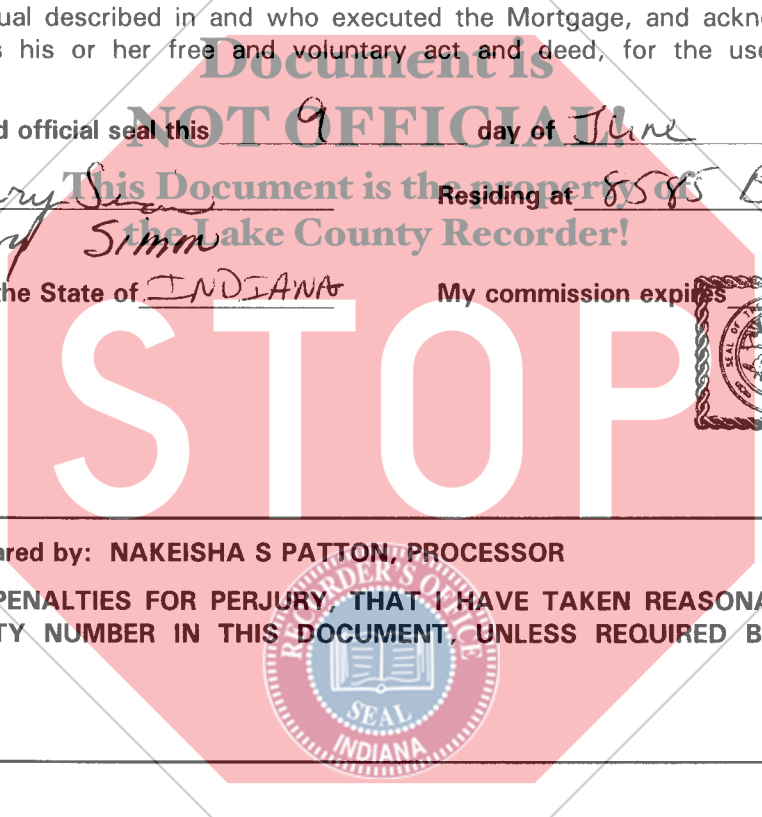 ual described in and who executed the Mortgage, and ackn
s his or her free and voluntary act and deed, for the use
Document is
NOT OFFICIAL!
This Document is the property of
the Lake County Recorder!
d official seal this 9 day of June
Residing at 8585 B
Simon
the State of INDIANA My commission expires
SEAL OF
STOP
ared by: NAKEISHA S PATTON, PROCESSOR
PENALTIES FOR PERJURY, THAT I HAVE TAKEN REASONA
TY NUMBER IN THIS DOCUMENT, UNLESS REQUIRED B
RECORDER'S OFFICE
SEAL
INDIANA